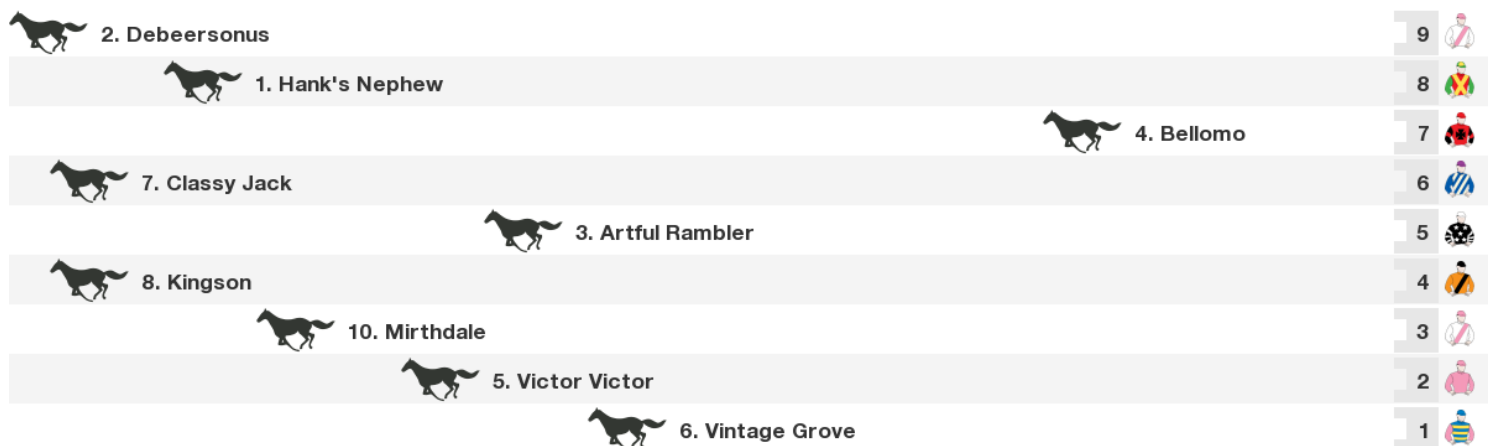 2. Debeersonus 9
1. Hank's Nephew 8
4. Bellomo 7
7. Classy Jack 6
3. Artful Rambler 5
8. Kingson 4
10. Mirthdale 3
5. Victor Victor 2
6. Vintage Grove 1